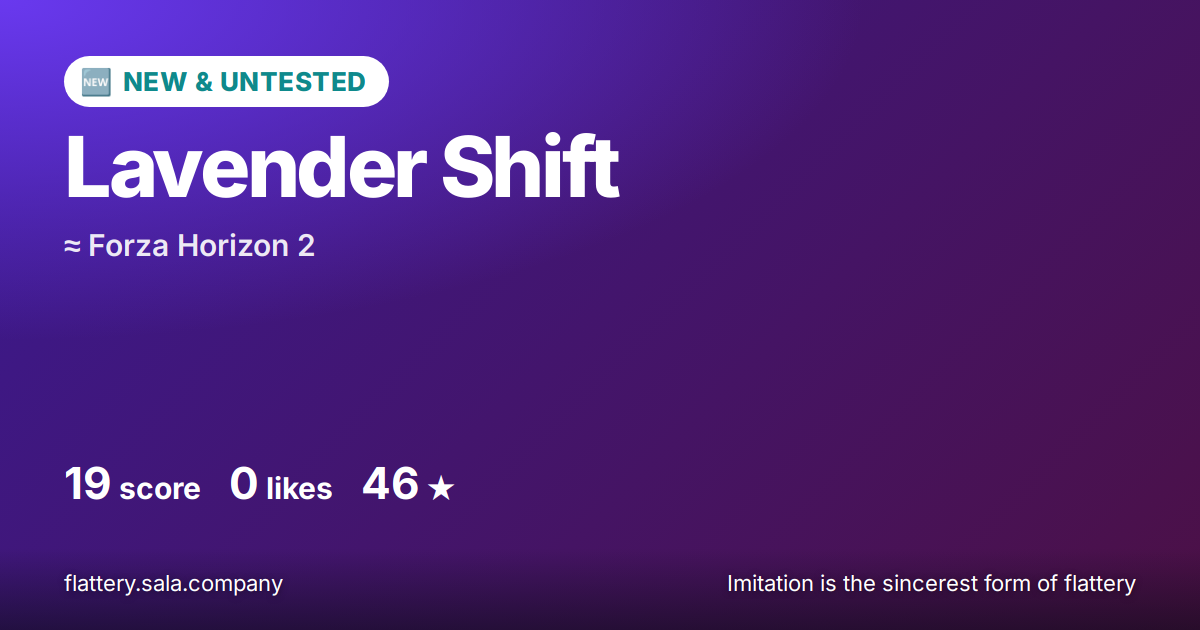 🆕 NEW & UNTESTED
Lavender Shift
≈ Forza Horizon 2
19 score 0 likes 46 ★
flattery.sala.company
Imitation is the sincerest form of flattery